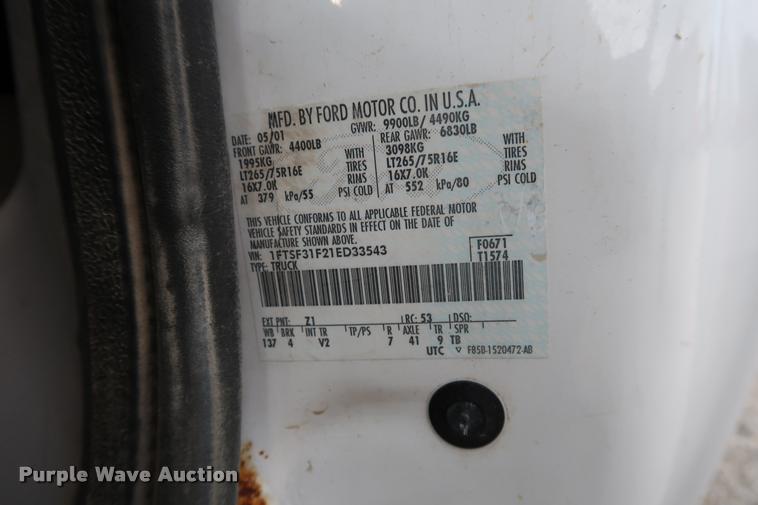 MFD. BY FORD MOTOR CO. IN U.S.A.
DATE: 05/01 GVWR: 9900LB/ 4490KG
FRONT GAWR: 4400LB REAR GAWR: 6830LB
1995KG WITH 3098KG WITH
LT265/75R16E TIRES LT265/75R16E TIRES
16X7.0K RIMS 16X7.0K RIMS
AT 379 kPa/55 PSI COLD AT 552 kPa/80 PSI COLD
THIS VEHICLE CONFORMS TO ALL APPLICABLE FEDERAL MOTOR
VEHICLE SAFETY STANDARDS IN EFFECT ON THE DATE OF
MANUFACTURE SHOWN ABOVE.
VIN: 1FTSF31F21ED33543 F0671
TYPE: TRUCK T1574
EXT PNT: Z1 RC: 53 DSO:
WB BRK INT TR TP/PS R AXLE TR SPR
137 4 V2 7 41 9 TB
UTC F85B-1520472-AB
Purple Wave Auction